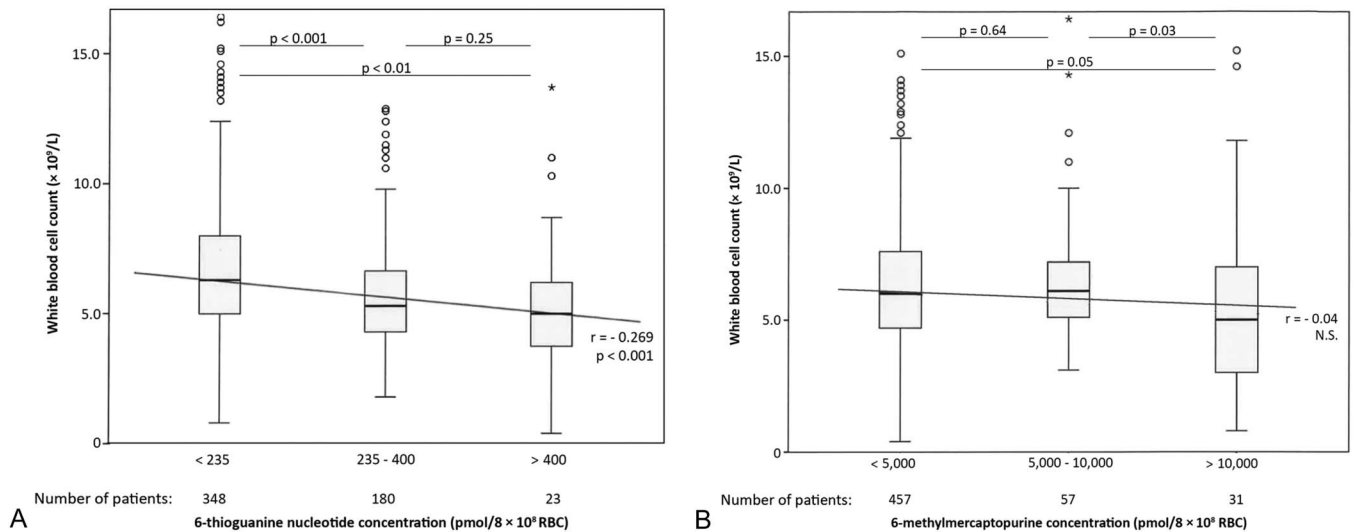 p < 0.001
p = 0.25
p < 0.01
15.0
10.0
5.0
0
White blood cell count (× 10⁹/L)
*
r = - 0.269
p < 0.001
< 235
235 - 400
> 400
Number of patients:
348
180
23
A
6-thioguanine nucleotide concentration (pmol/8 × 10⁸ RBC)
p = 0.64
p = 0.03
p = 0.05
15.0
10.0
5.0
0
White blood cell count (× 10⁹/L)
*
*
r = - 0.04
N.S.
< 5,000
5,000 - 10,000
> 10,000
Number of patients:
457
57
31
B
6-methylmercaptopurine concentration (pmol/8 × 10⁸ RBC)